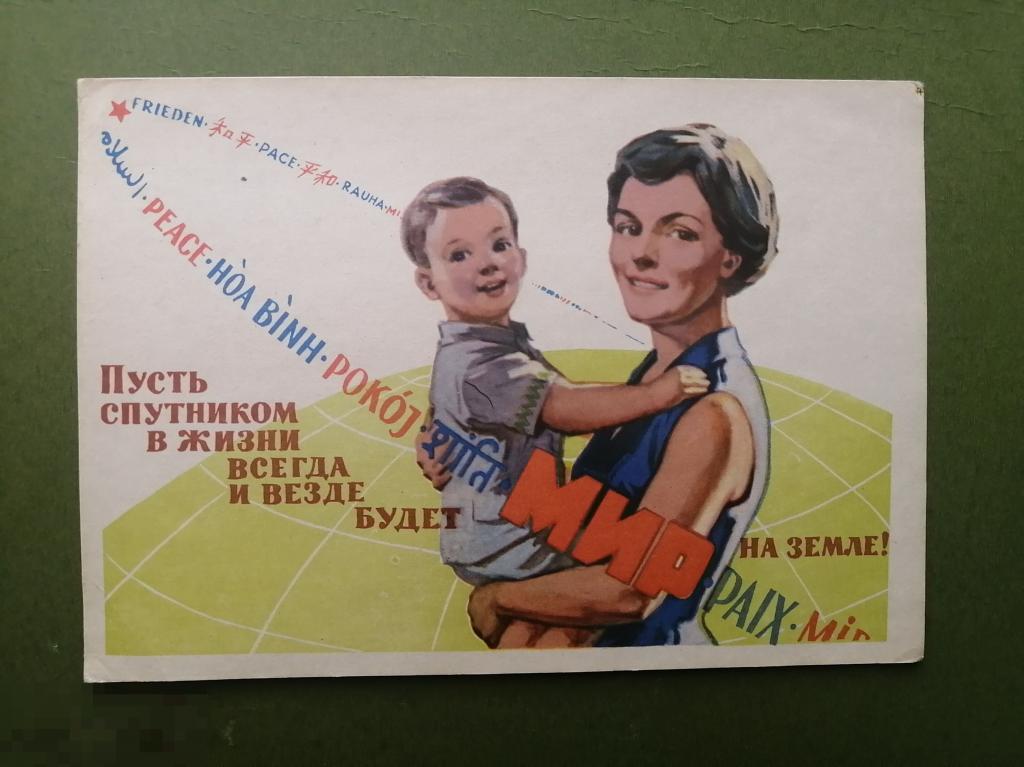 FRIEDEN · 和平 · PACE · 平和 · RAUHA · MI
PEACE · HÒA BÌNH · POKÓJ · शांति · МИР · PAIX · Мір
Пусть
спутником
в жизни
всегда
и везде
будет
на земле!